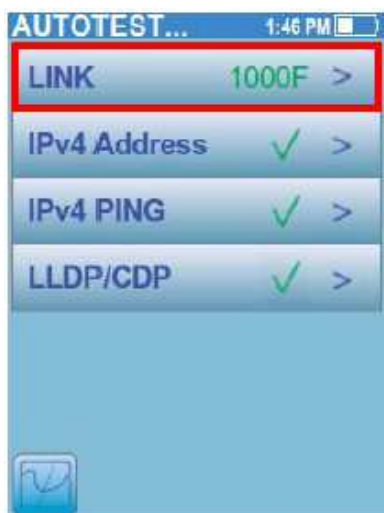 AUTOTEST... 1:46 PM
LINK 1000F >
IPv4 Address ✓ >
IPv4 PING ✓ >
LLDP/CDP ✓ >